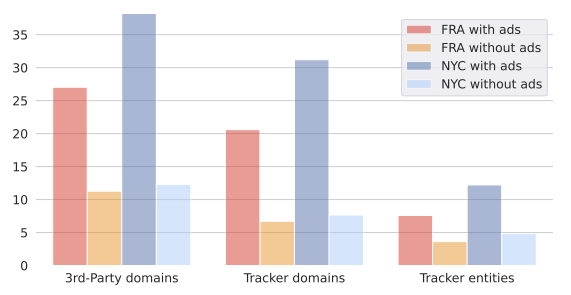 35
30
25
20
15
10
5
0
FRA with ads
FRA without ads
NYC with ads
NYC without ads
3rd-Party domains
Tracker domains
Tracker entities